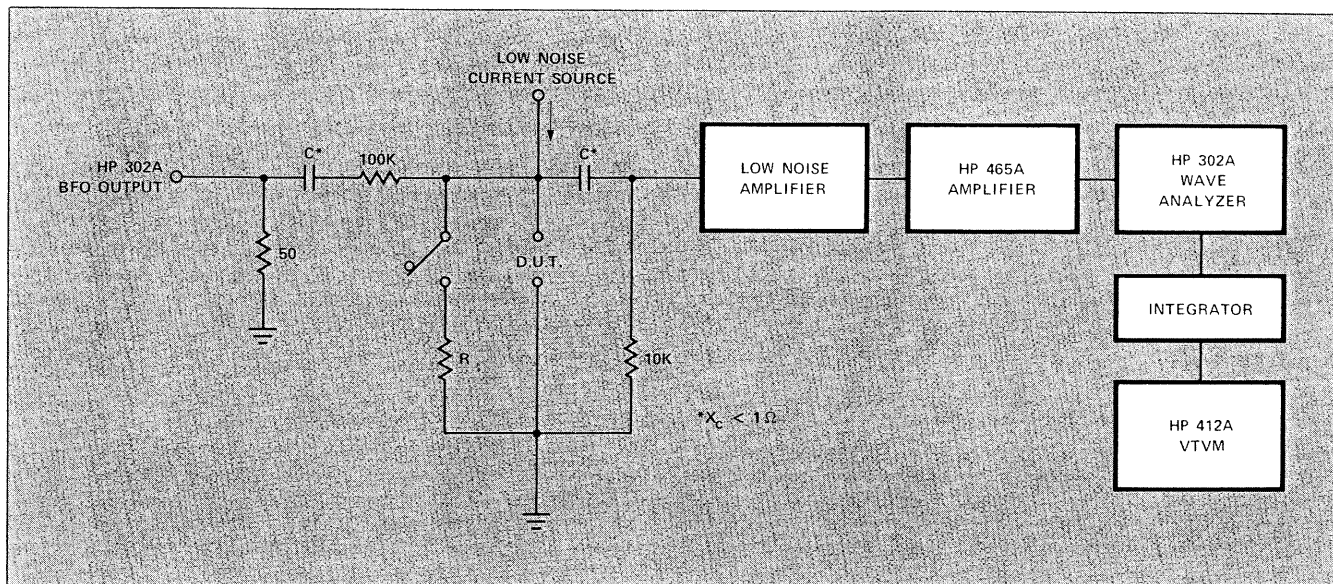 LOW NOISE
CURRENT SOURCE
HP 302A
BFO OUTPUT
C*
100K
C*
50
R
D.U.T.
10K
*Xc < 1 Ω
LOW NOISE
AMPLIFIER
HP 465A
AMPLIFIER
HP 302A
WAVE
ANALYZER
INTEGRATOR
HP 412A
VTVM